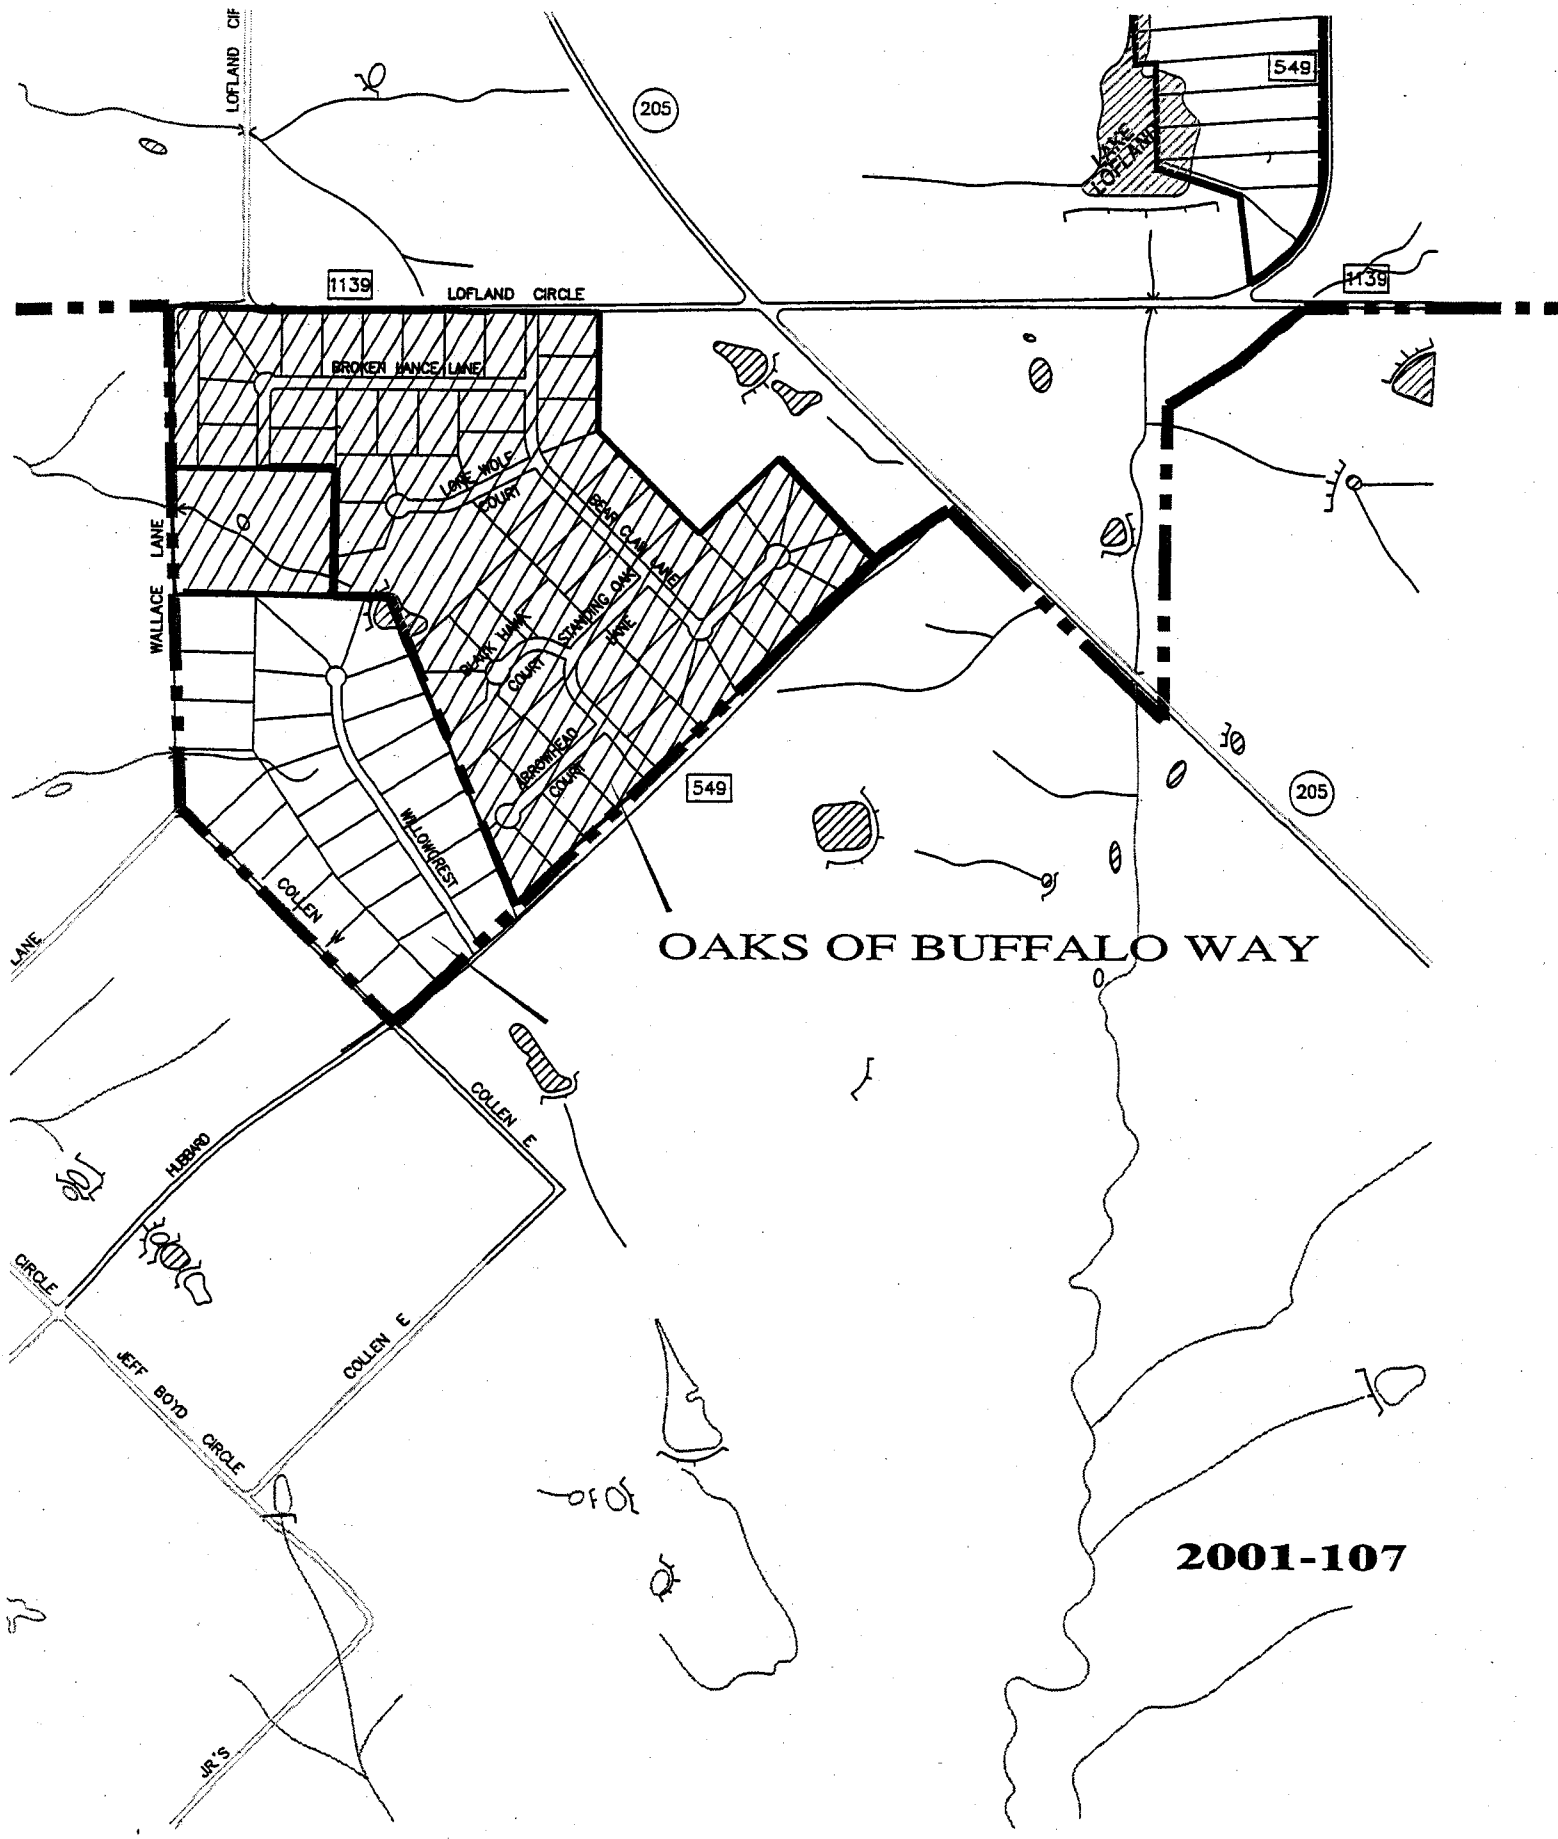 LOFLAND CIR
205
549
LAKE
LOFLAND
1139
LOFLAND CIRCLE
1139
BROKEN LANCE LANE
LONE WOLF
COURT
BEAR CLAW LANE
WALLACE LANE
STANDING OAK
LANE
BLACK HAWK
COURT
ARROWHEAD
COURT
549
205
WILLOWCREST
COLLEN W
LANE
OAKS OF BUFFALO WAY
COLLEN E
HUBBARD
CIRCLE
COLLEN E
JEFF BOYD CIRCLE
2001-107
JR'S